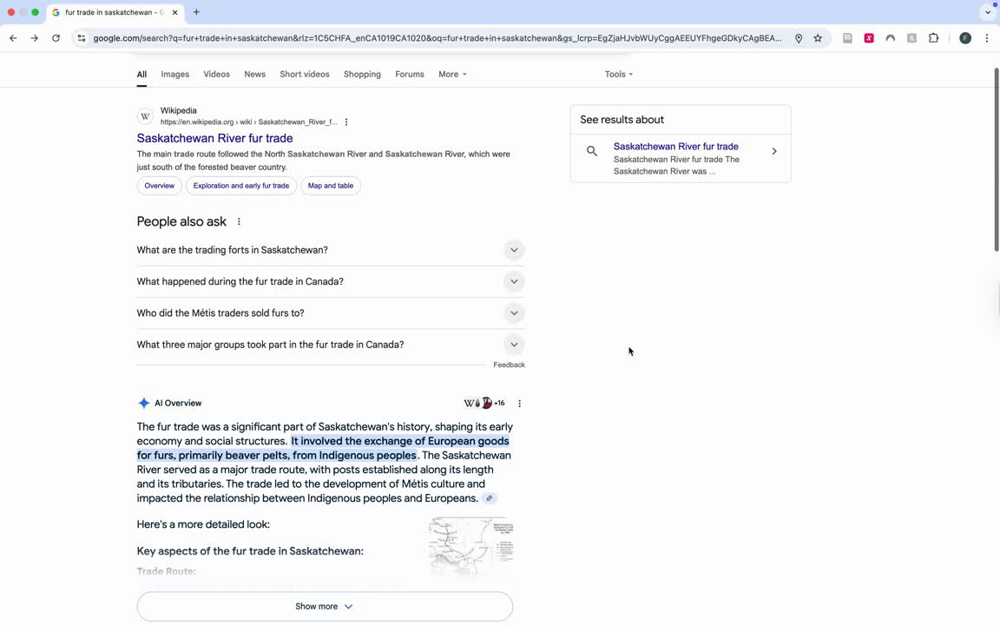 fur trade in saskatchewan - G
google.com/search?q=fur+trade+in+saskatchewan&rlz=1C5CHFA_enCA1019CA1020&oq=fur+trade+in+saskatchewan&gs_lcrp=EgZjaHJvbWUyCggAEEUYFhgeGDkyCAgBEA...
F
All Images Videos News Short videos Shopping Forums More Tools
W
Wikipedia
https://en.wikipedia.org › wiki › Saskatchewan_River_f...
Saskatchewan River fur trade
The main trade route followed the North Saskatchewan River and Saskatchewan River, which were
just south of the forested beaver country.
Overview Exploration and early fur trade Map and table
See results about
Saskatchewan River fur trade
Saskatchewan River fur trade The
Saskatchewan River was ...
People also ask
What are the trading forts in Saskatchewan?
What happened during the fur trade in Canada?
Who did the Métis traders sold furs to?
What three major groups took part in the fur trade in Canada?
Feedback
AI Overview
W +16
The fur trade was a significant part of Saskatchewan's history, shaping its early
economy and social structures. It involved the exchange of European goods
for furs, primarily beaver pelts, from Indigenous peoples. The Saskatchewan
River served as a major trade route, with posts established along its length
and its tributaries. The trade led to the development of Métis culture and
impacted the relationship between Indigenous peoples and Europeans.
Here's a more detailed look:
Key aspects of the fur trade in Saskatchewan:
Trade Route:
Show more